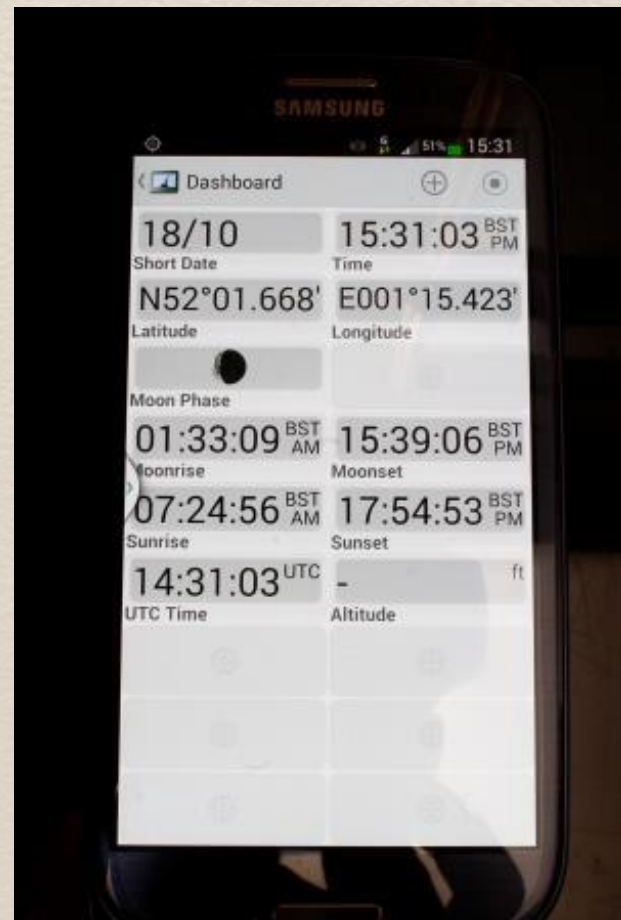 SAMSUNG
51% 15:31
Dashboard
18/10 15:31:03 BST PM
Short Date Time
N52°01.668' E001°15.423'
Latitude Longitude
Moon Phase
01:33:09 BST AM 15:39:06 BST PM
Moonrise Moonset
07:24:56 BST AM 17:54:53 BST PM
Sunrise Sunset
14:31:03 UTC - ft
UTC Time Altitude